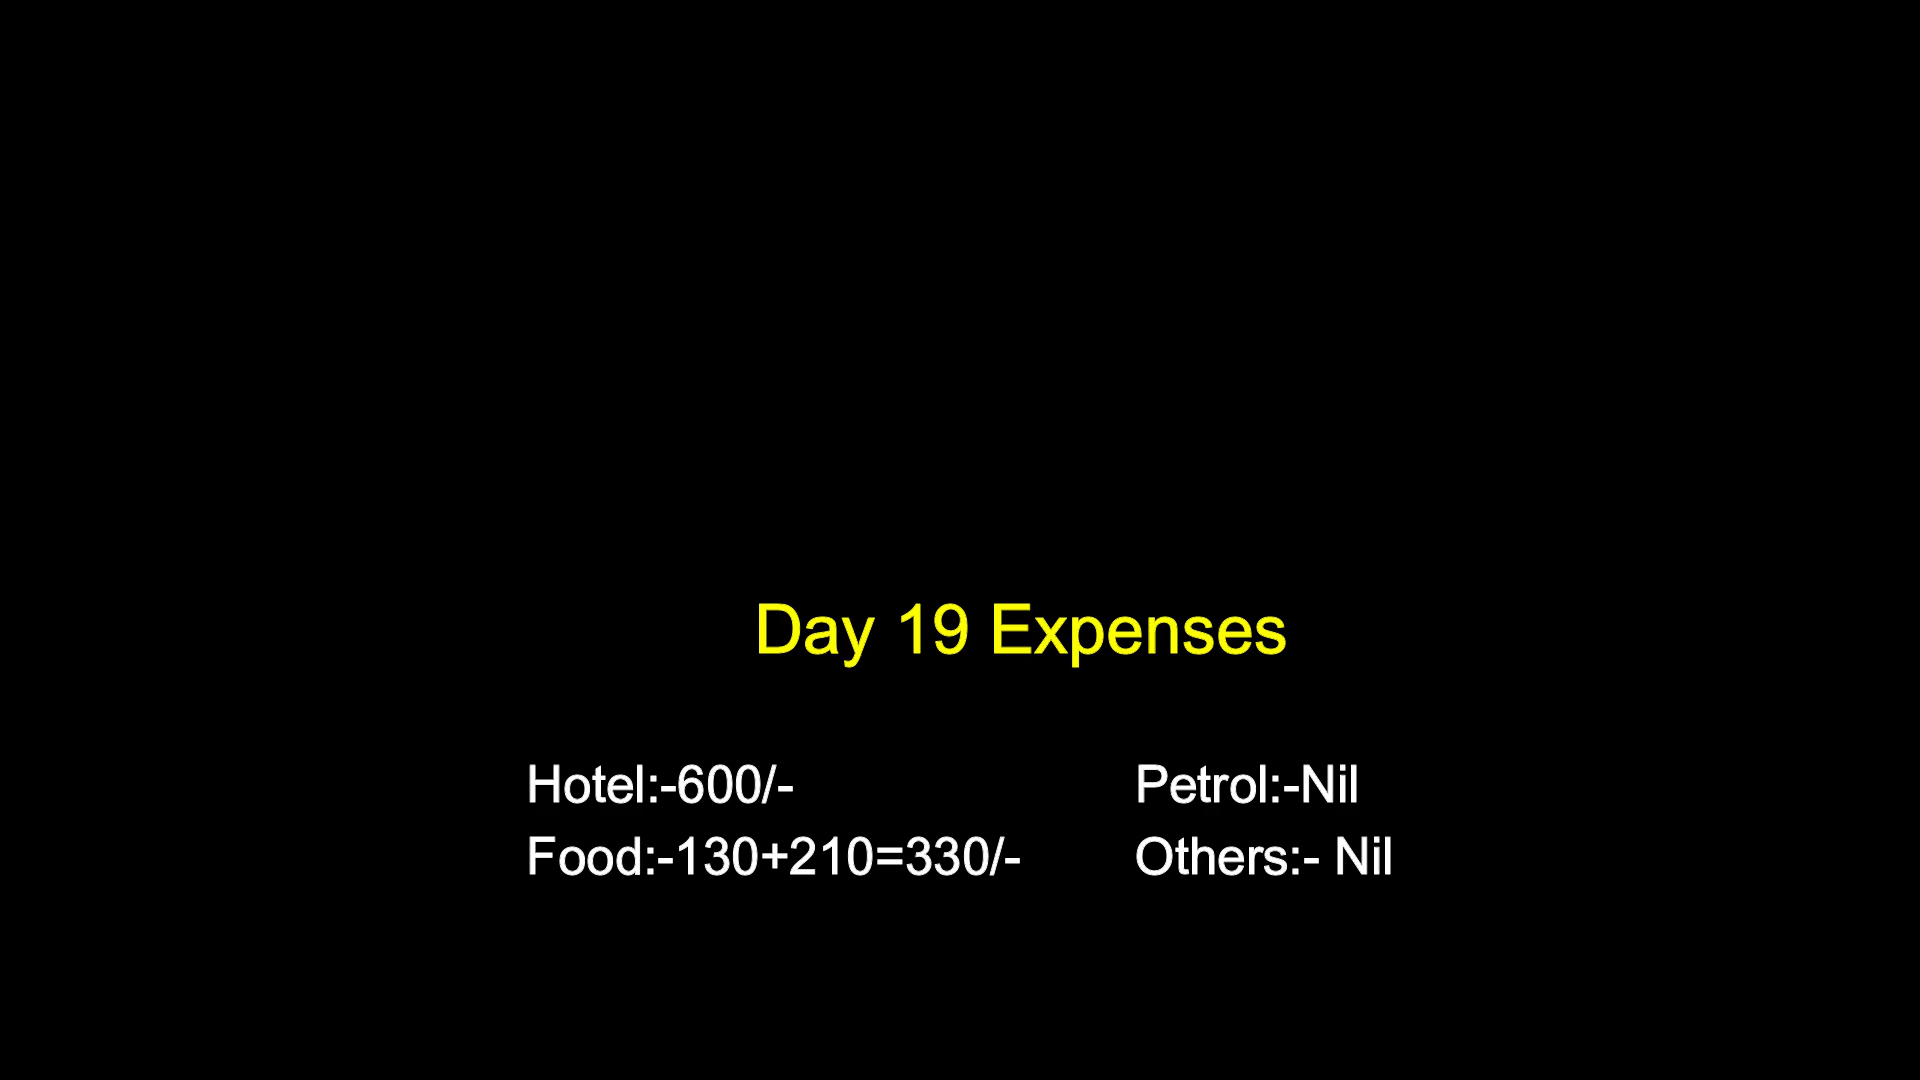 Day 19 Expenses
Hotel:-600/- Petrol:-Nil
Food:-130+210=330/- Others:- Nil